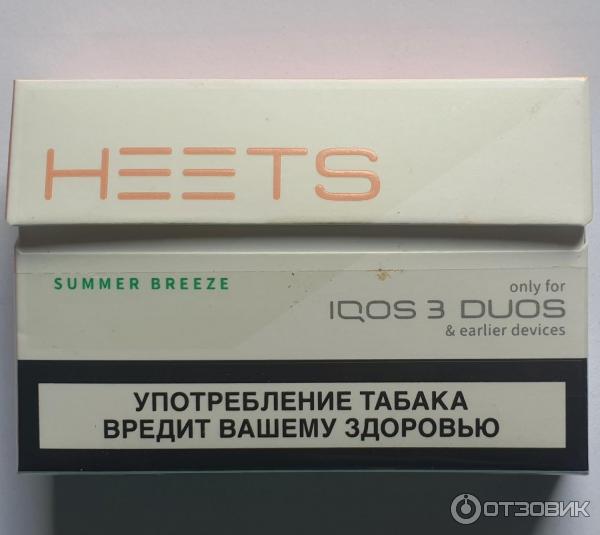 HEETS
SUMMER BREEZE
only for
IQOS 3 DUOS
& earlier devices
УПОТРЕБЛЕНИЕ ТАБАКА
ВРЕДИТ ВАШЕМУ ЗДОРОВЬЮ
ОТЗОВИК